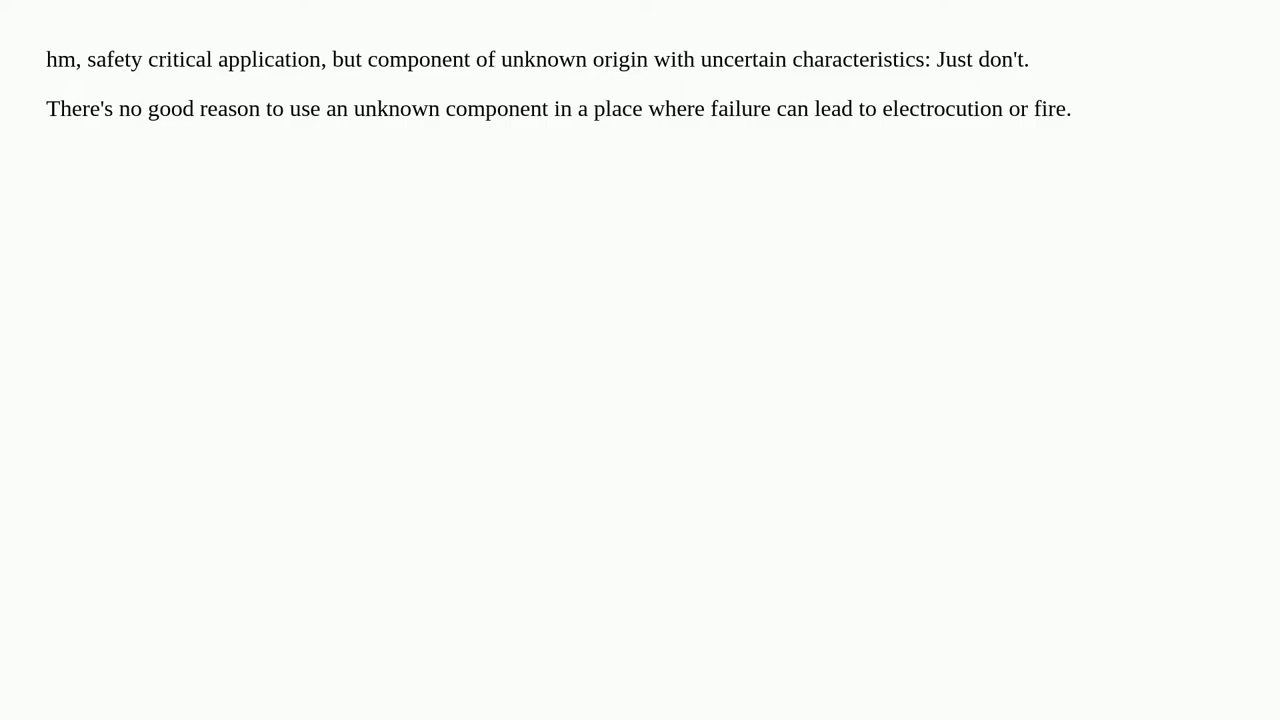 hm, safety critical application, but component of unknown origin with uncertain characteristics: Just don't.
There's no good reason to use an unknown component in a place where failure can lead to electrocution or fire.